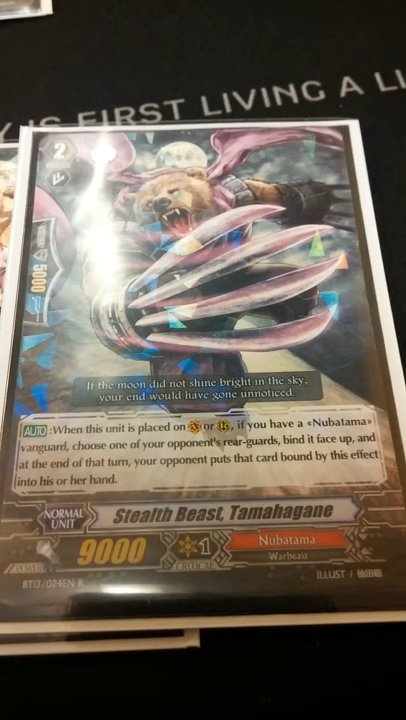 Y IS FIRST LIVING A LI
2
5000
If the moon did not shine bright in the sky,
your end would have gone unnoticed.
AUTO :When this unit is placed on or , if you have a «Nubatama»
vanguard, choose one of your opponent's rear-guards, bind it face up, and
at the end of that turn, your opponent puts that card bound by this effect
into his or her hand.
NORMAL
UNIT
Stealth Beast, Tamahagane
POWER
9000
1
CRITICAL
Nubatama
Warbeast
BT13/024EN R
ILLUST /